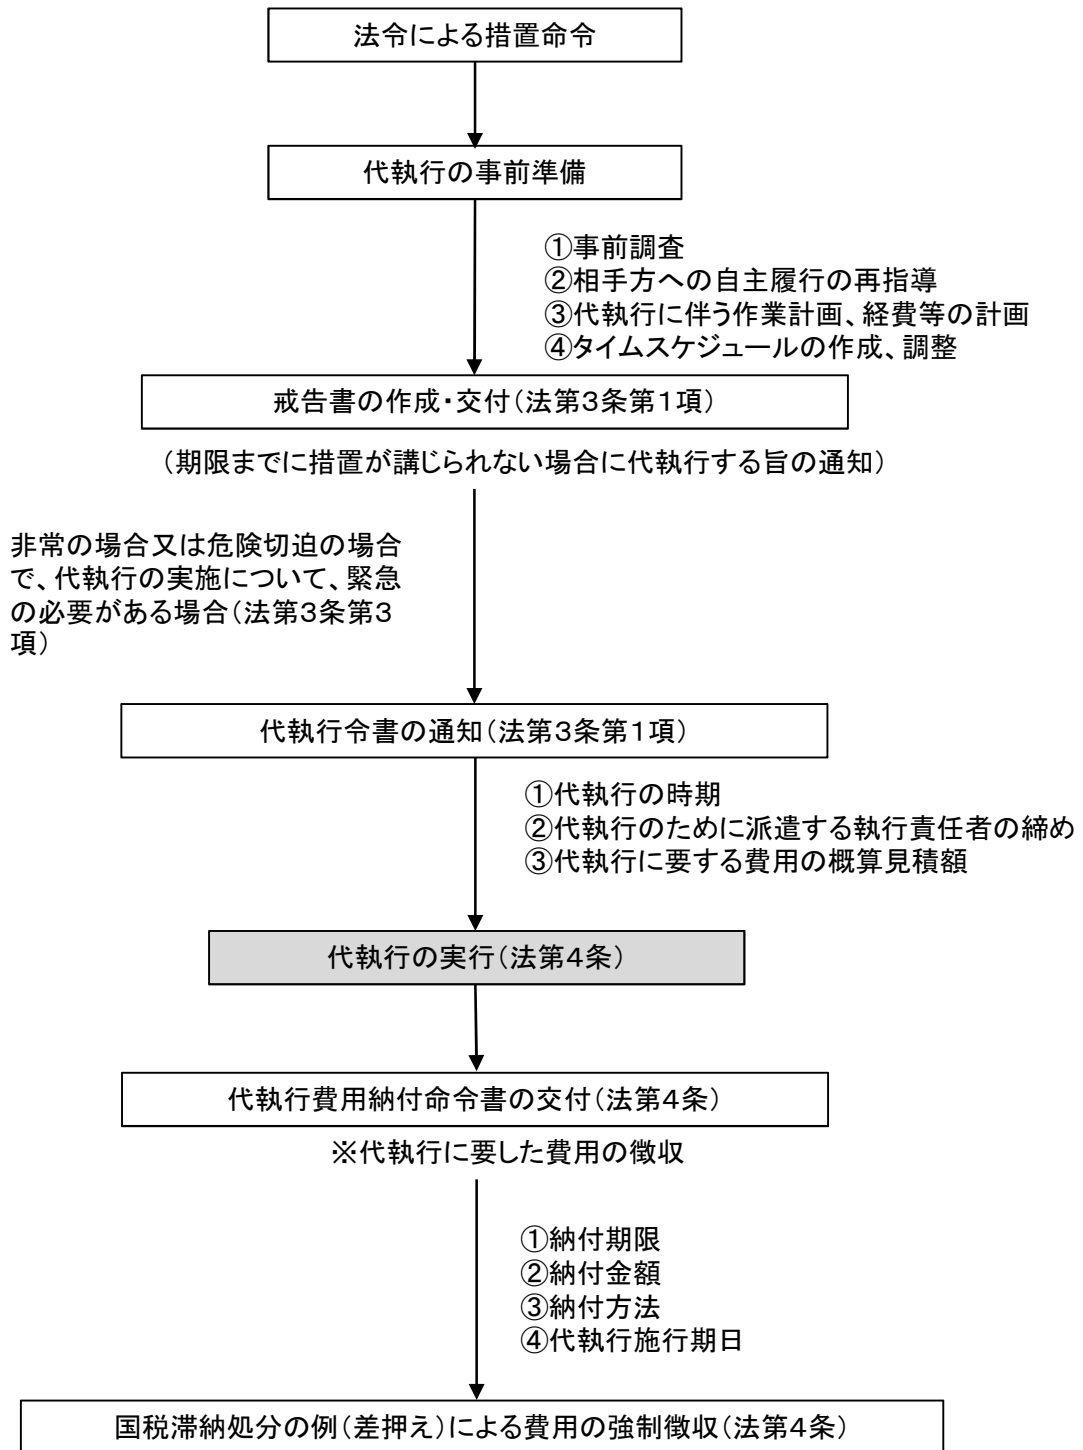 法令による措置命令
代執行の事前準備
①事前調査
②相手方への自主履行の再指導
③代執行に伴う作業計画、経費等の計画
④タイムスケジュールの作成、調整
戒告書の作成・交付（法第３条第１項）
（期限までに措置が講じられない場合に代執行する旨の通知）
非常の場合又は危険切迫の場合
で、代執行の実施について、緊急
の必要がある場合（法第３条第３
項）
代執行令書の通知（法第３条第１項）
①代執行の時期
②代執行のために派遣する執行責任者の締め
③代執行に要する費用の概算見積額
代執行の実行（法第４条）
代執行費用納付命令書の交付（法第４条）
※代執行に要した費用の徴収
①納付期限
②納付金額
③納付方法
④代執行施行期日
国税滞納処分の例（差押え）による費用の強制徴収（法第４条）